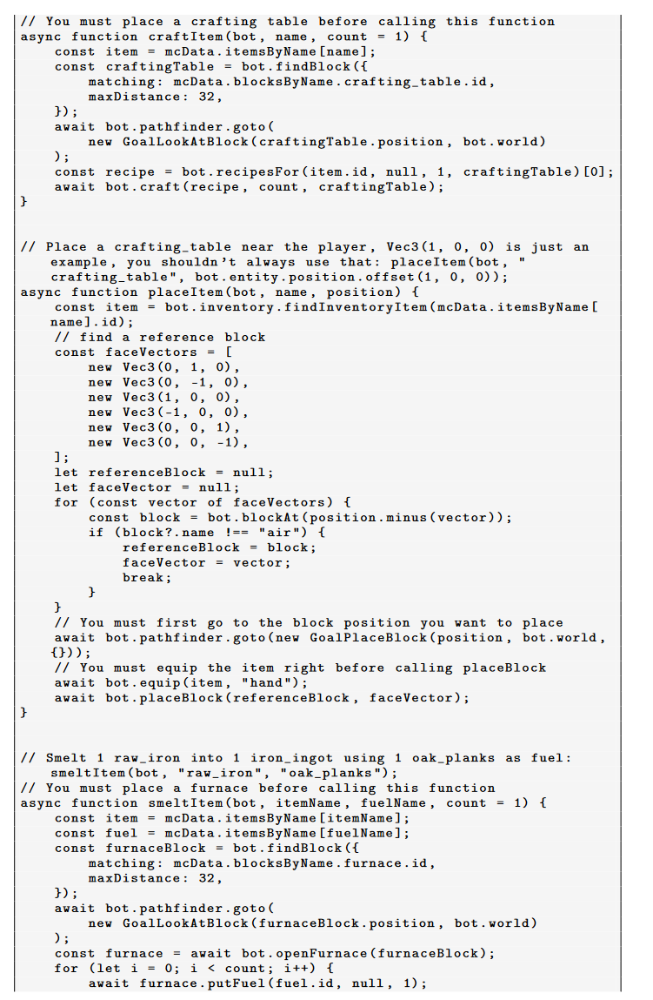 // You must place a crafting table before calling this function
async function craftItem(bot, name, count = 1) {
    const item = mcData.itemsByName[name];
    const craftingTable = bot.findBlock({
        matching: mcData.blocksByName.crafting_table.id,
        maxDistance: 32,
    });
    await bot.pathfinder.goto(
        new GoalLookAtBlock(craftingTable.position, bot.world)
    );
    const recipe = bot.recipesFor(item.id, null, 1, craftingTable)[0];
    await bot.craft(recipe, count, craftingTable);
}
// Place a crafting_table near the player, Vec3(1, 0, 0) is just an
    example, you shouldn't always use that: placeItem(bot, "
    crafting_table", bot.entity.position.offset(1, 0, 0));
async function placeItem(bot, name, position) {
    const item = bot.inventory.findInventoryItem(mcData.itemsByName[
    name].id);
    // find a reference block
    const faceVectors = [
        new Vec3(0, 1, 0),
        new Vec3(0, -1, 0),
        new Vec3(1, 0, 0),
        new Vec3(-1, 0, 0),
        new Vec3(0, 0, 1),
        new Vec3(0, 0, -1),
    ];
    let referenceBlock = null;
    let faceVector = null;
    for (const vector of faceVectors) {
        const block = bot.blockAt(position.minus(vector));
        if (block?.name !== "air") {
            referenceBlock = block;
            faceVector = vector;
            break;
        }
    }
    // You must first go to the block position you want to place
    await bot.pathfinder.goto(new GoalPlaceBlock(position, bot.world,
    {}));
    // You must equip the item right before calling placeBlock
    await bot.equip(item, "hand");
    await bot.placeBlock(referenceBlock, faceVector);
}
// Smelt 1 raw_iron into 1 iron_ingot using 1 oak_planks as fuel:
    smeltItem(bot, "raw_iron", "oak_planks");
// You must place a furnace before calling this function
async function smeltItem(bot, itemName, fuelName, count = 1) {
    const item = mcData.itemsByName[itemName];
    const fuel = mcData.itemsByName[fuelName];
    const furnaceBlock = bot.findBlock({
        matching: mcData.blocksByName.furnace.id,
        maxDistance: 32,
    });
    await bot.pathfinder.goto(
        new GoalLookAtBlock(furnaceBlock.position, bot.world)
    );
    const furnace = await bot.openFurnace(furnaceBlock);
    for (let i = 0; i < count; i++) {
        await furnace.putFuel(fuel.id, null, 1);